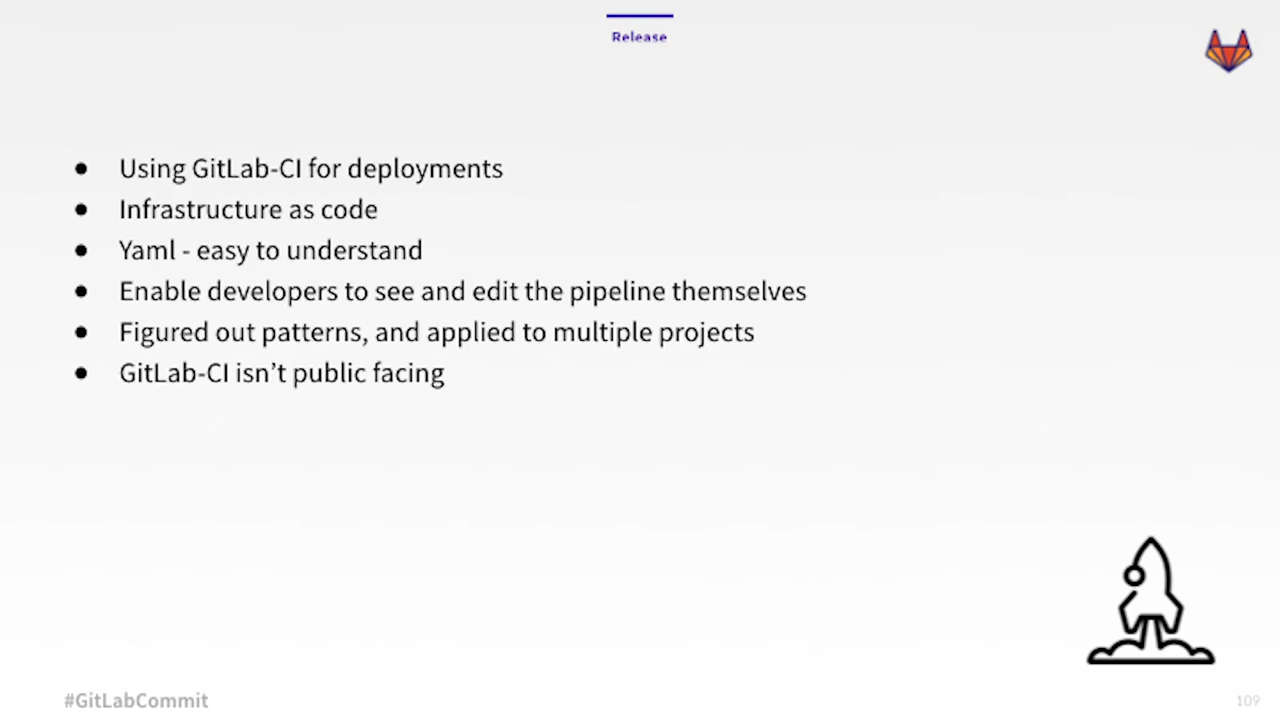 Release
● Using GitLab-CI for deployments
● Infrastructure as code
● Yaml - easy to understand
● Enable developers to see and edit the pipeline themselves
● Figured out patterns, and applied to multiple projects
● GitLab-CI isn’t public facing
#GitLabCommit
109